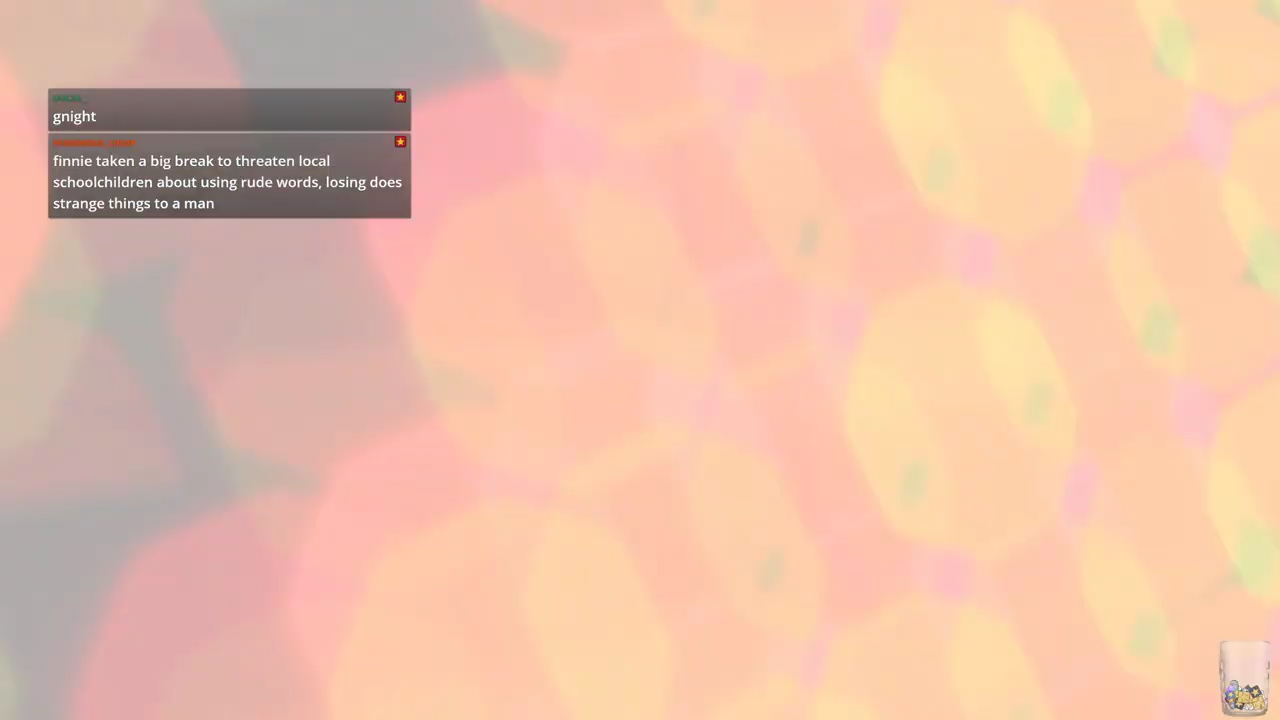 gnight
finnie taken a big break to threaten local
schoolchildren about using rude words, losing does
strange things to a man